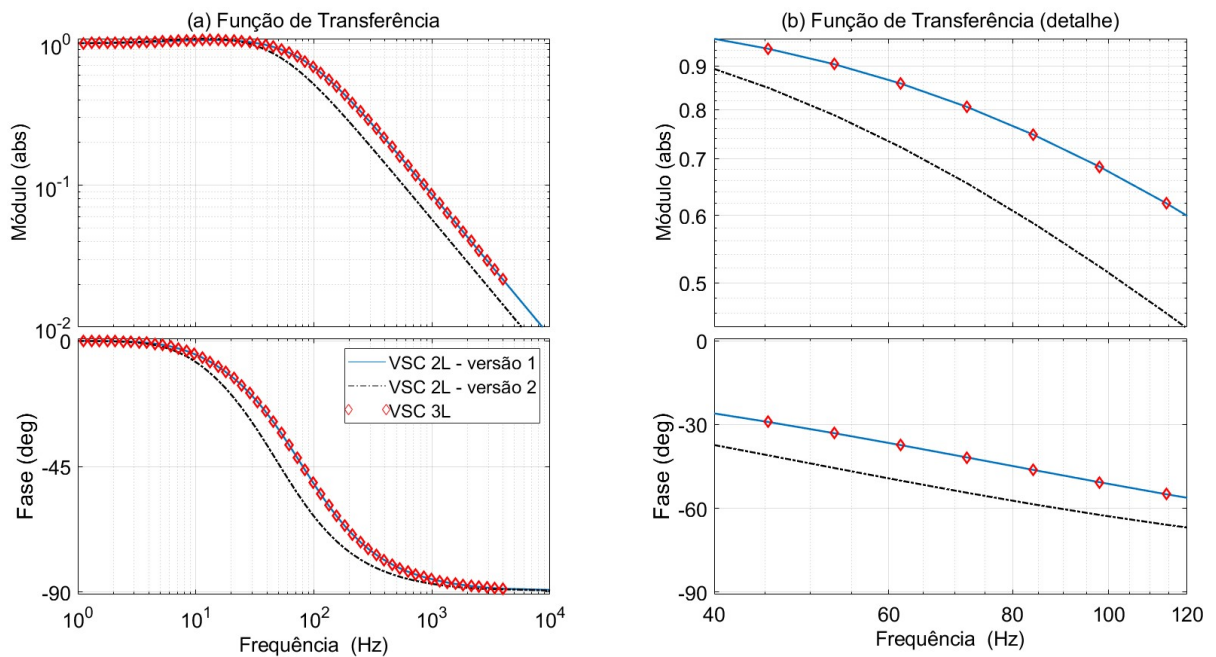 (a) Função de Transferência
Módulo (abs)
10^0
10^-1
10^-2
Fase (deg)
0
-45
-90
VSC 2L - versão 1
VSC 2L - versão 2
VSC 3L
10^0 10^1 10^2 10^3 10^4
Frequência (Hz)
(b) Função de Transferência (detalhe)
Módulo (abs)
0.9
0.8
0.7
0.6
0.5
Fase (deg)
0
-30
-60
-90
40 60 80 100 120
Frequência (Hz)